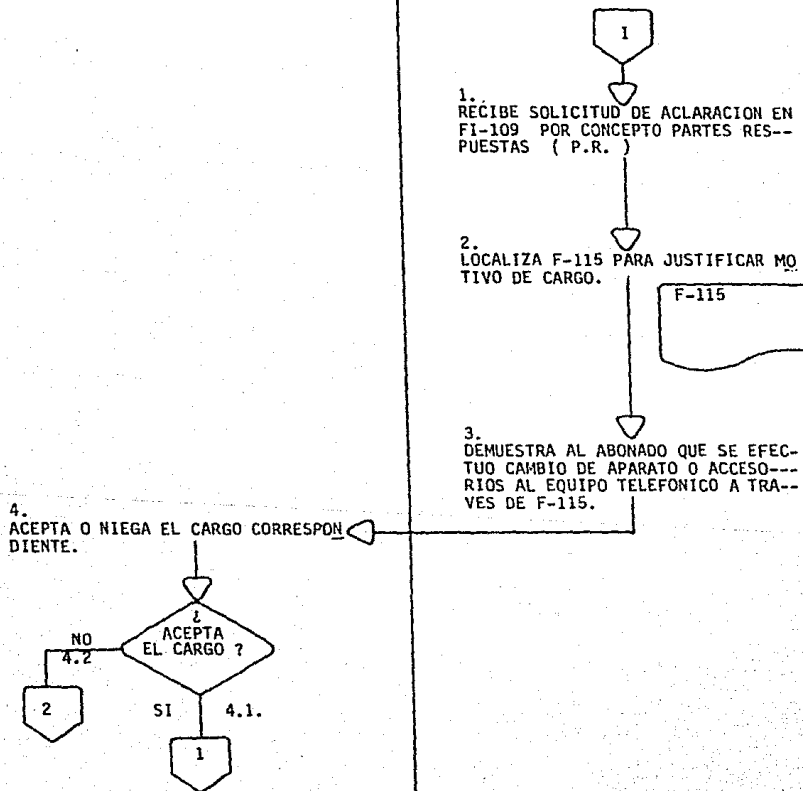 I
1.
RECIBE SOLICITUD DE ACLARACION EN
FI-109 POR CONCEPTO PARTES RES--
PUESTAS ( P.R. )
2.
LOCALIZA F-115 PARA JUSTIFICAR MO
TIVO DE CARGO.
F-115
3.
DEMUESTRA AL ABONADO QUE SE EFEC-
TUO CAMBIO DE APARATO O ACCESO---
RIOS AL EQUIPO TELEFONICO A TRA--
VES DE F-115.
4.
ACEPTA O NIEGA EL CARGO CORRESPON
DIENTE.
¿
ACEPTA
EL CARGO ?
NO
4.2
2
SI 4.1.
1